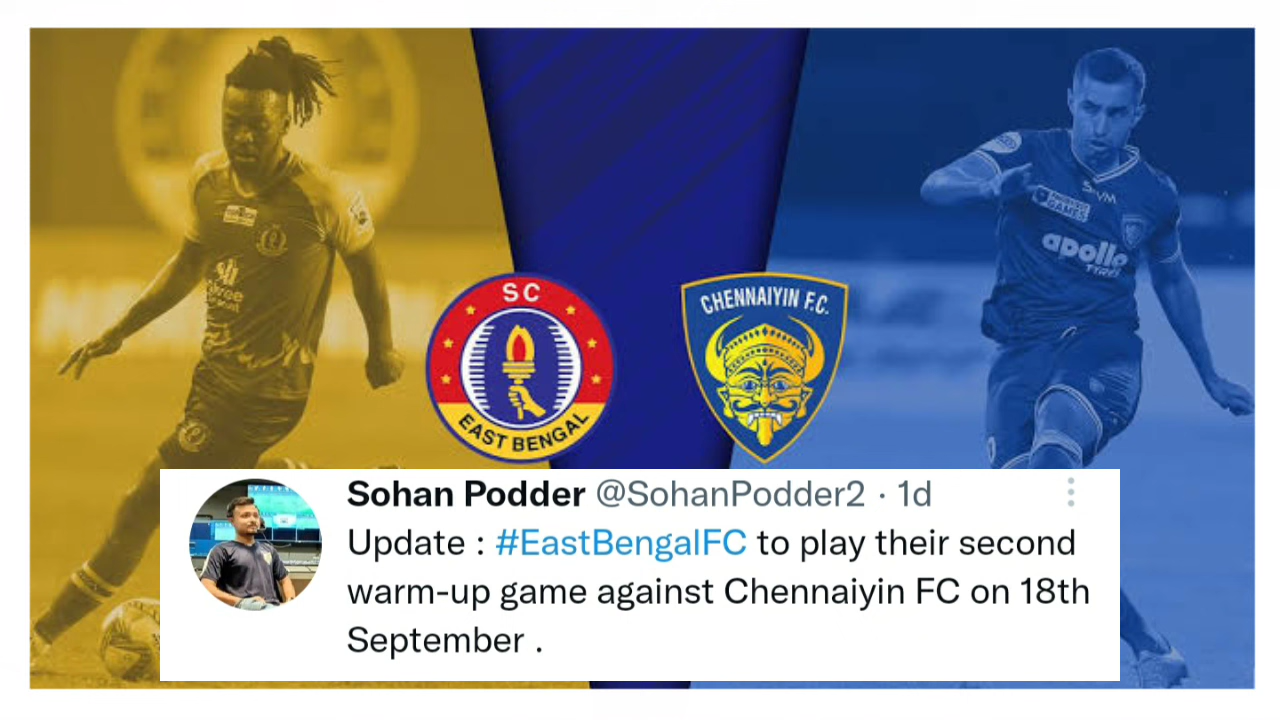 SC
EAST BENGAL
CHENNAIYIN F.C.
apollo
TYRES
Sohan Podder @SohanPodder2 · 1d
Update : #EastBengalFC to play their second
warm-up game against Chennaiyin FC on 18th
September .